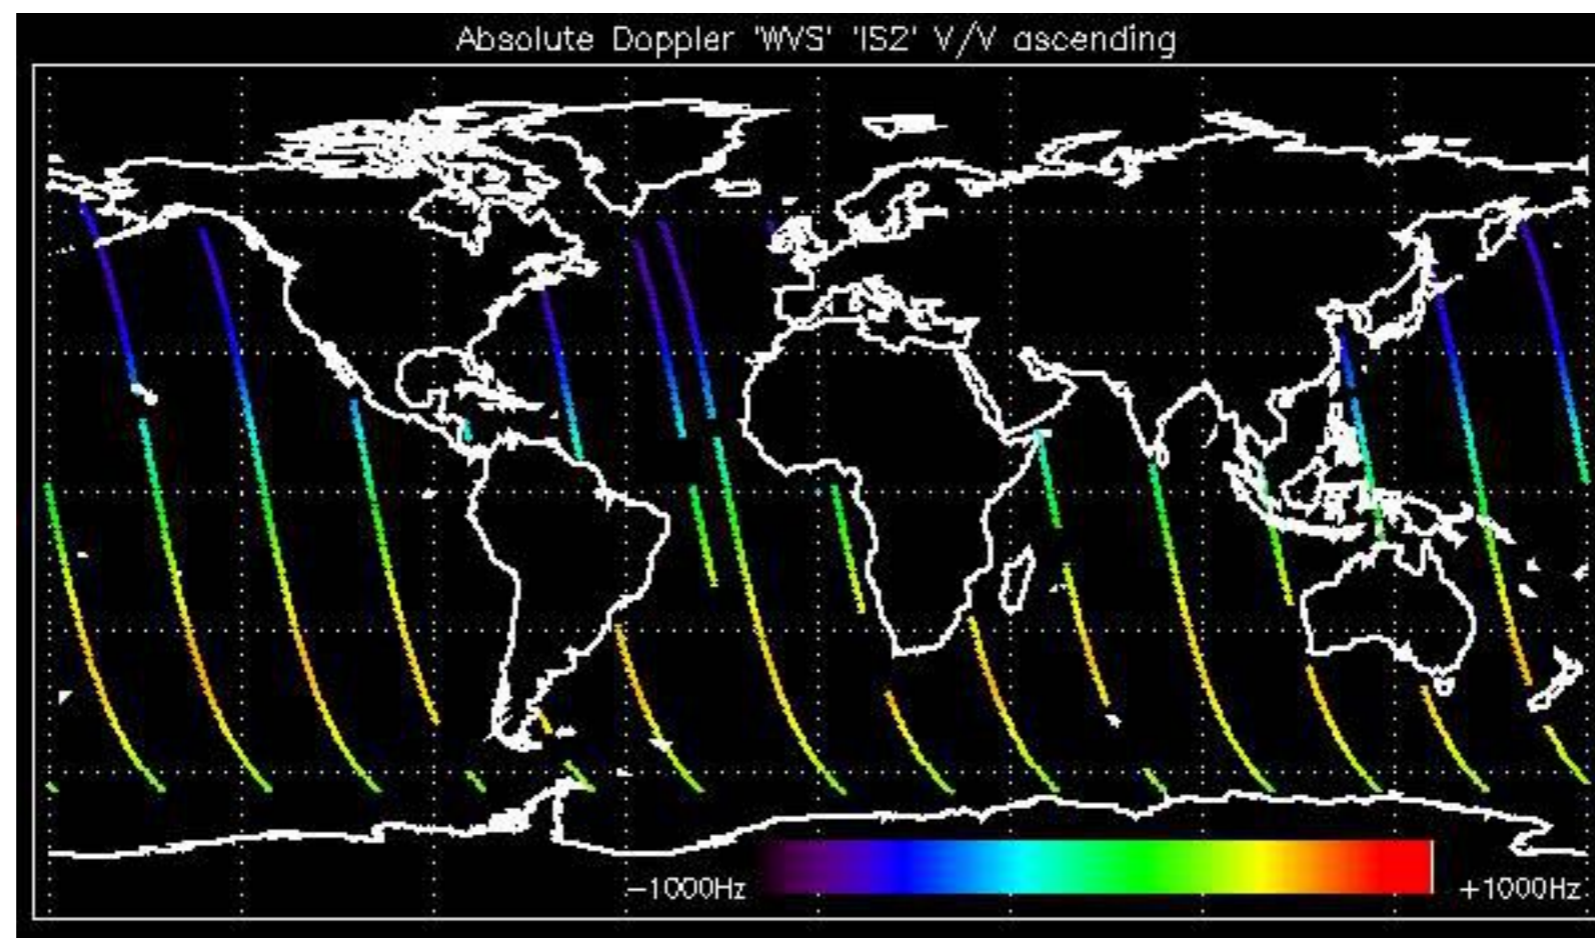 Absolute Doppler 'WVS' 'IS2' V/V ascending
−1000Hz +1000Hz